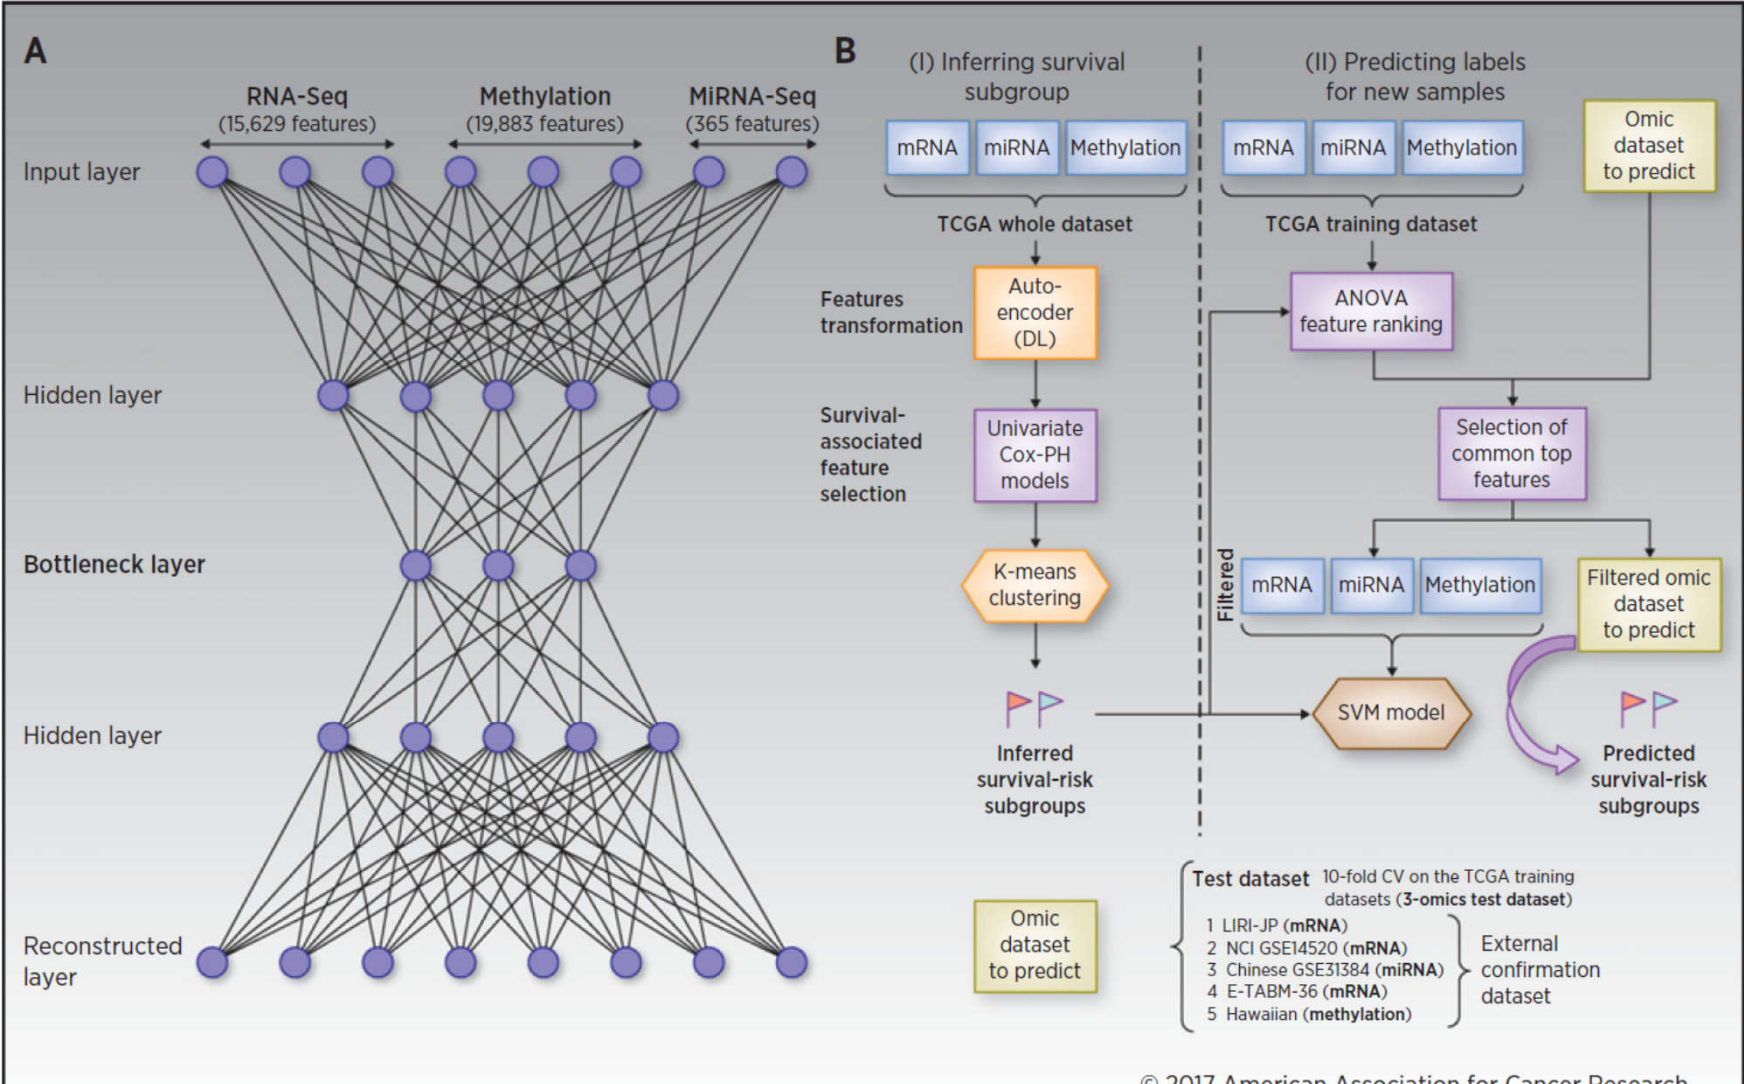 A
RNA-Seq
(15,629 features)
Methylation
(19,883 features)
MiRNA-Seq
(365 features)
Input layer
Hidden layer
Bottleneck layer
Hidden layer
Reconstructed
layer
B
(I) Inferring survival
subgroup
mRNA
miRNA
Methylation
TCGA whole dataset
Features
transformation
Auto-
encoder
(DL)
Survival-
associated
feature
selection
Univariate
Cox-PH
models
K-means
clustering
Inferred
survival-risk
subgroups
(II) Predicting labels
for new samples
mRNA
miRNA
Methylation
TCGA training dataset
Omic
dataset
to predict
ANOVA
feature ranking
Selection of
common top
features
Filtered
mRNA
miRNA
Methylation
Filtered omic
dataset
to predict
SVM model
Predicted
survival-risk
subgroups
Omic
dataset
to predict
Test dataset 10-fold CV on the TCGA training
datasets (3-omics test dataset)
1 LIRI-JP (mRNA)
2 NCI GSE14520 (mRNA)
3 Chinese GSE31384 (miRNA)
4 E-TABM-36 (mRNA)
5 Hawaiian (methylation)
External
confirmation
dataset
© 2017 American Association for Cancer Research